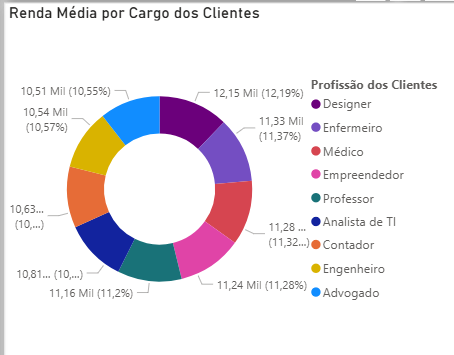 Renda Média por Cargo dos Clientes
10,51 Mil (10,55%)
12,15 Mil (12,19%)
10,54 Mil
(10,57%)
11,33 Mil
(11,37%)
10,63...
(10,...)
11,28 ...
(11,32...)
10,81... (10,...)
11,24 Mil (11,28%)
11,16 Mil (11,2%)
Profissão dos Clientes
Designer
Enfermeiro
Médico
Empreendedor
Professor
Analista de TI
Contador
Engenheiro
Advogado